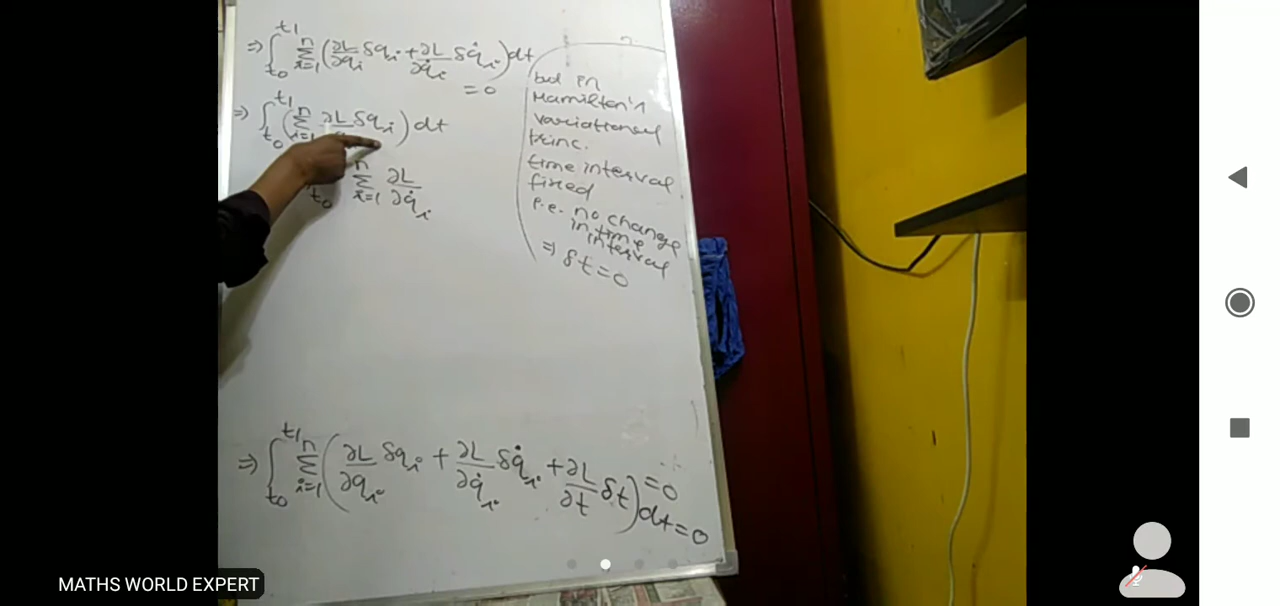 ⇒ ∫_{t0}^{t1} Σ_{i=1}^{n} (∂L/∂qi δqi + ∂L/∂q̇i δq̇i) dt
= 0
⇒ ∫_{t0}^{t1} (Σ_{i=1}^{n} ∂L δqi) dt
t0 Σ_{i=1}^{n} ∂L/∂q̇i
but in
Hamilton's
variational
princ.
time interval
fixed
i.e. no change
in time
interval
⇒ δt = 0
⇒ ∫_{t0}^{t1} Σ_{i=1}^{n} (∂L/∂qi δqi + ∂L/∂q̇i δq̇i + ∂L/∂t δt) dt = 0
= 0
MATHS WORLD EXPERT